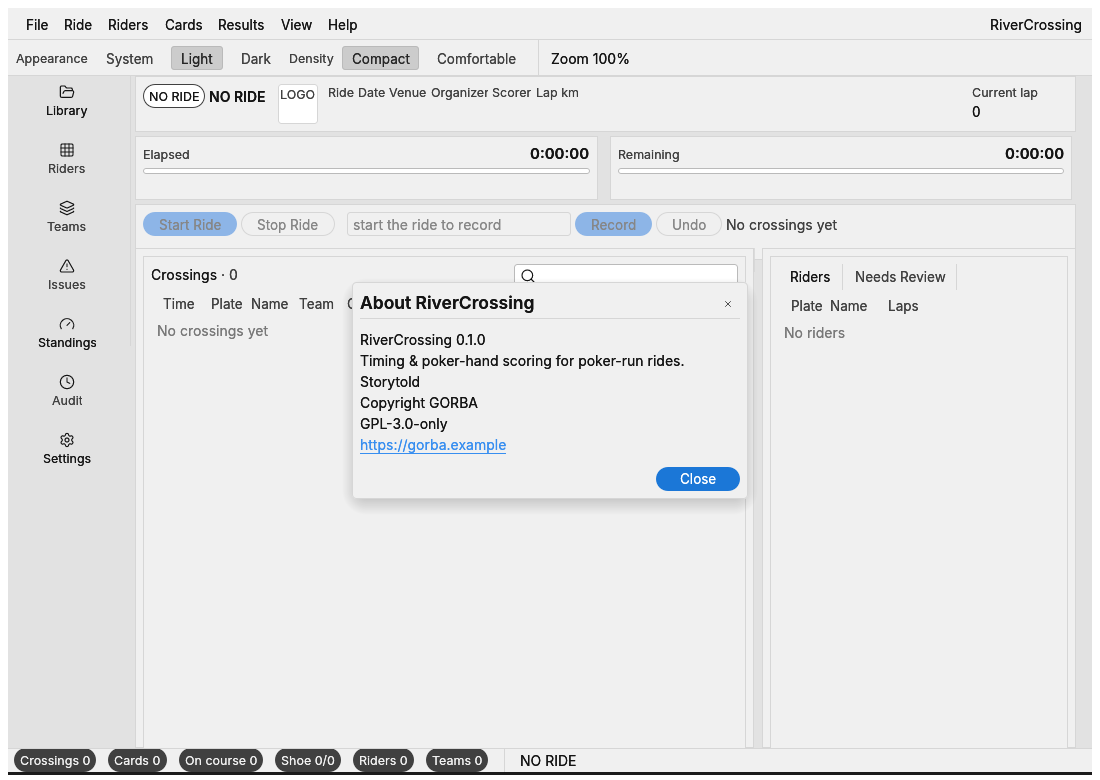 File Ride Riders Cards Results View Help RiverCrossing
Appearance System Light Dark Density Compact Comfortable Zoom 100%
Library
Riders
Teams
Issues
Standings
Audit
Settings
NO RIDE NO RIDE LOGO Ride Date Venue Organizer Scorer Lap km
Current lap
0
Elapsed 0:00:00
Remaining 0:00:00
Start Ride Stop Ride start the ride to record Record Undo No crossings yet
Crossings · 0
Time Plate Name Team
No crossings yet
Riders Needs Review
Plate Name Laps
No riders
About RiverCrossing ×
RiverCrossing 0.1.0
Timing & poker-hand scoring for poker-run rides.
Storytold
Copyright GORBA
GPL-3.0-only
https://gorba.example
Close
Crossings 0 Cards 0 On course 0 Shoe 0/0 Riders 0 Teams 0 NO RIDE